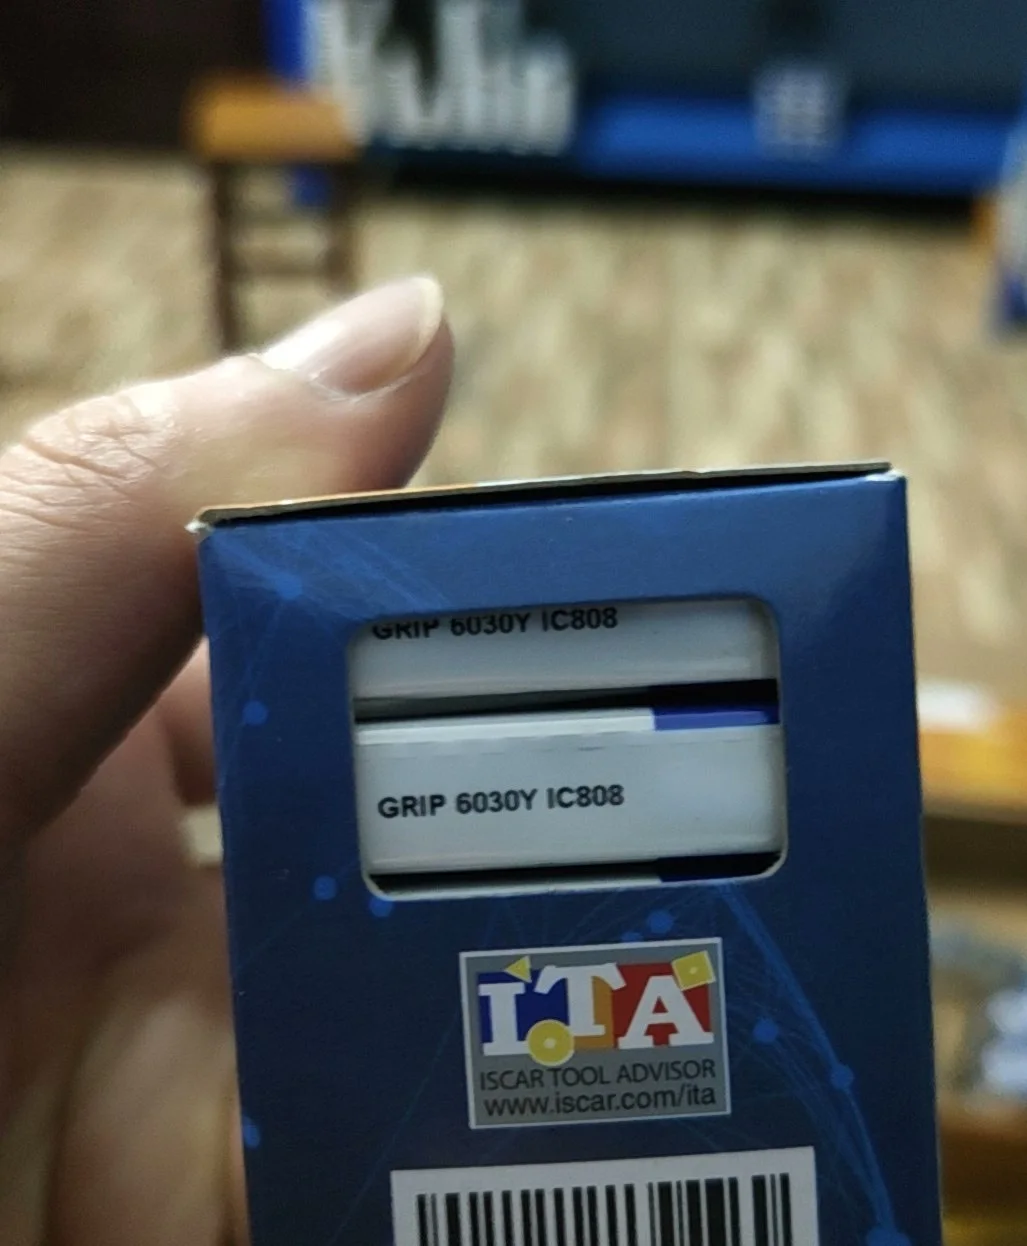 GRIP 6030Y IC808
GRIP 6030Y IC808
ITA
ISCAR TOOL ADVISOR
www.iscar.com/ita